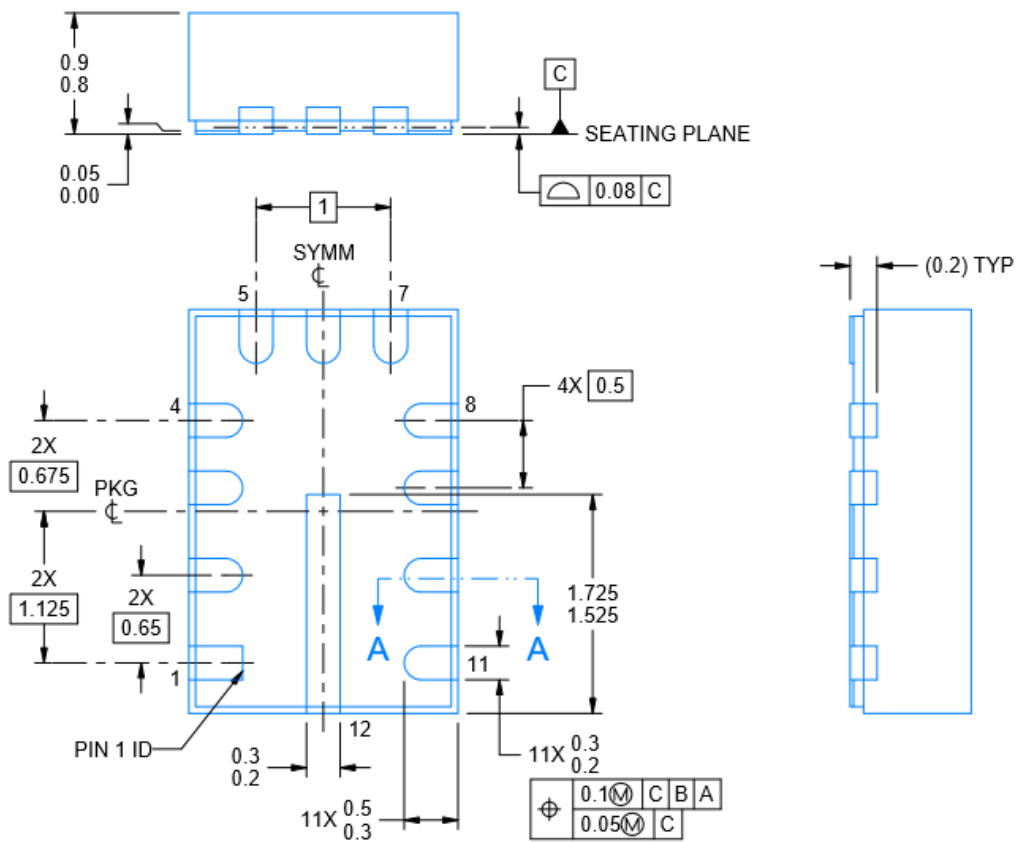 0.9
0.8
0.05
0.00
C
SEATING PLANE
0.08 C
1
SYMM
℄
5
7
(0.2) TYP
4
8
4X 0.5
2X
0.675
PKG
℄
2X
1.125
2X
0.65
1.725
1.525
A
A
1
11
12
PIN 1 ID
0.3
0.2
11X 0.3
0.2
11X 0.5
0.3
⌖ 0.1Ⓜ C B A
0.05Ⓜ C